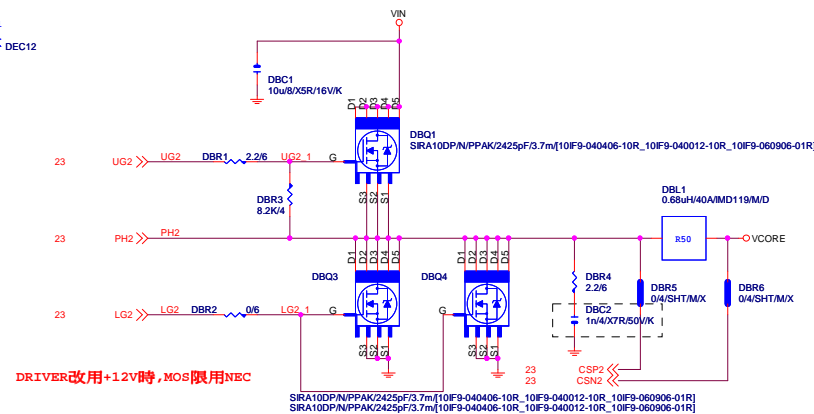 DEC12
VIN
DBC1
10u/8/X5R/16V/K
D1 D2 D3 D4 D5
DBQ1
SIRA10DP/N/PPAK/2425pF/3.7m/[10IF9-040406-10R_10IF9-040012-10R_10IF9-060906-01R]
23 UG2 UG2 DBR1 2.2/6 UG2_1 G
S3 S2 S1
DBR3
8.2K/4
DBL1
0.68uH/40A/IMD119/M/D
23 PH2 PH2
R50
VCORE
D1 D2 D3 D4 D5
D1 D2 D3 D4 D5
DBQ3
DBQ4
DBR4
2.2/6
DBR5
0/4/SHT/M/X
DBR6
0/4/SHT/M/X
23 LG2 LG2 DBR2 0/6 LG2_1 G
G
DBC2
1n/4/X7R/50V/K
S3 S2 S1
S3 S2 S1
23 CSP2
23 CSN2
DRIVER改用+12V時,MOS限用NEC
SIRA10DP/N/PPAK/2425pF/3.7m/[10IF9-040406-10R_10IF9-040012-10R_10IF9-060906-01R]
SIRA10DP/N/PPAK/2425pF/3.7m/[10IF9-040406-10R_10IF9-040012-10R_10IF9-060906-01R]